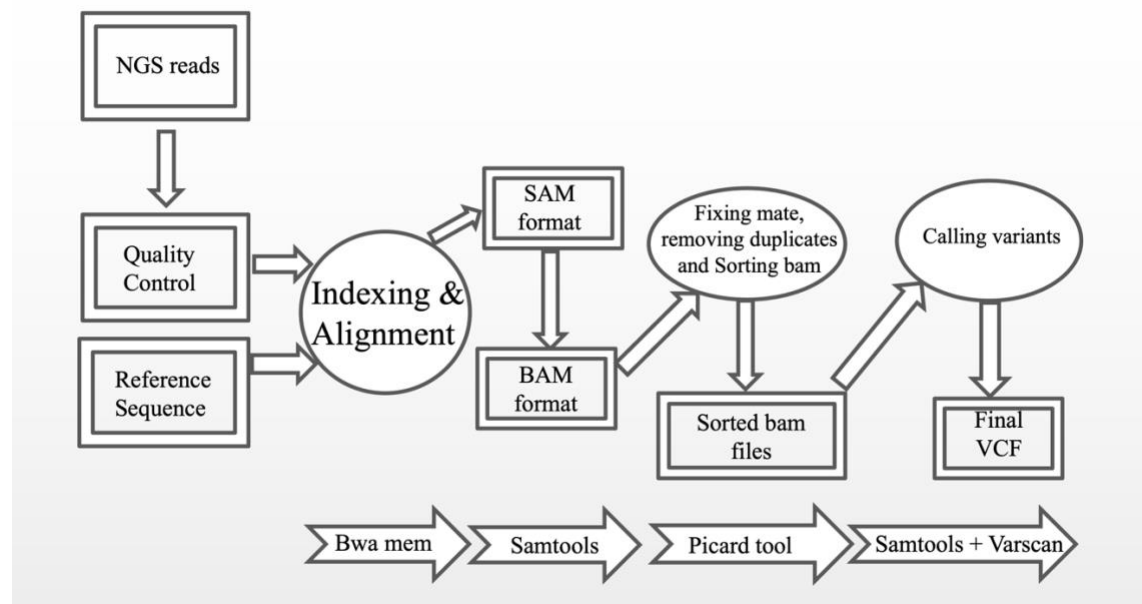 NGS reads
Quality
Control
Reference
Sequence
Indexing &
Alignment
SAM
format
BAM
format
Fixing mate,
removing duplicates
and Sorting bam
Sorted bam
files
Calling variants
Final
VCF
Bwa mem
Samtools
Picard tool
Samtools + Varscan